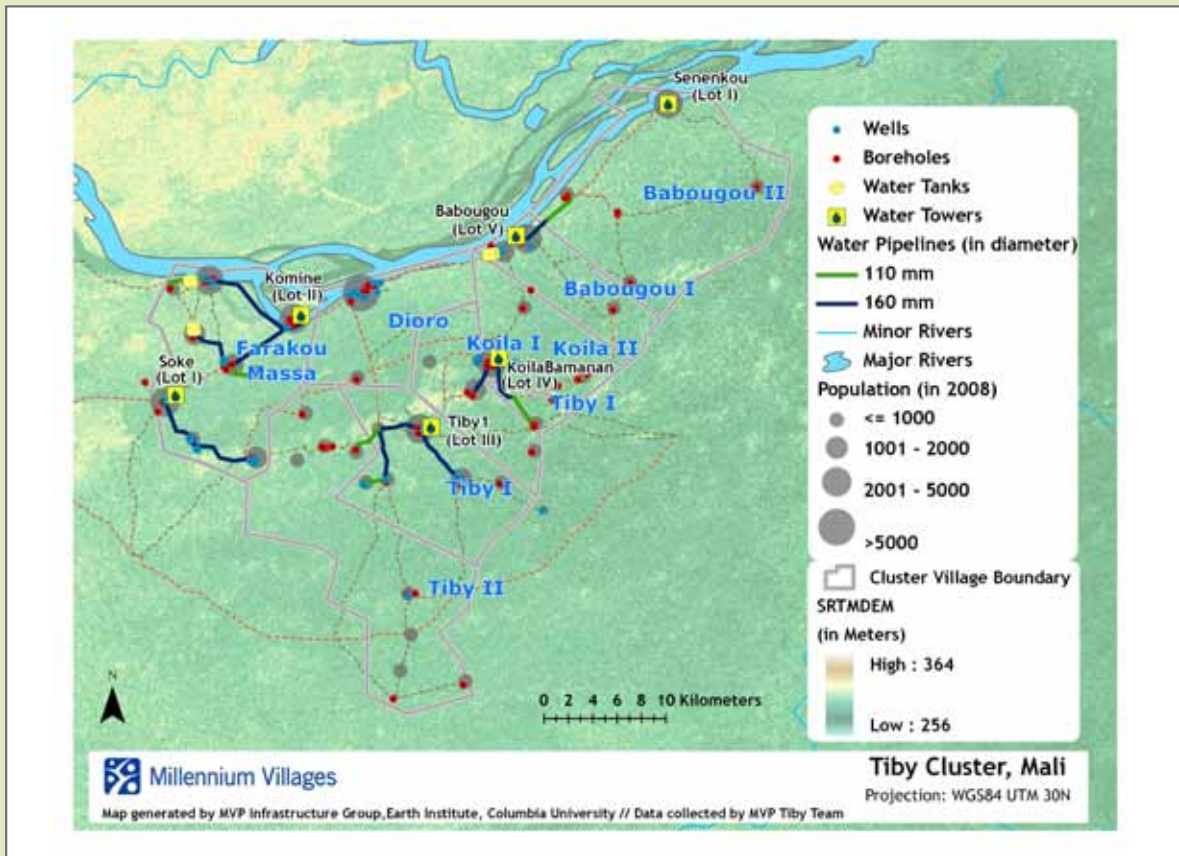 Senenkou
(Lot I)
Babougou II
Babougou
(Lot V)
Babougou I
Komine
(Lot II)
Dioro
Farakou
Massa
Koila I
Koila II
KoilaBamanan
(Lot IV)
Soke
(Lot I)
Tiby I
Tiby1
(Lot III)
Tiby I
Tiby II
Wells
Boreholes
Water Tanks
Water Towers
Water Pipelines (in diameter)
110 mm
160 mm
Minor Rivers
Major Rivers
Population (in 2008)
<= 1000
1001 - 2000
2001 - 5000
>5000
Cluster Village Boundary
SRTMDEM
(in Meters)
High : 364
Low : 256
N
0 2 4 6 8 10 Kilometers
Millennium Villages
Map generated by MVP Infrastructure Group,Earth Institute, Columbia University // Data collected by MVP Tiby Team
Tiby Cluster, Mali
Projection: WGS84 UTM 30N